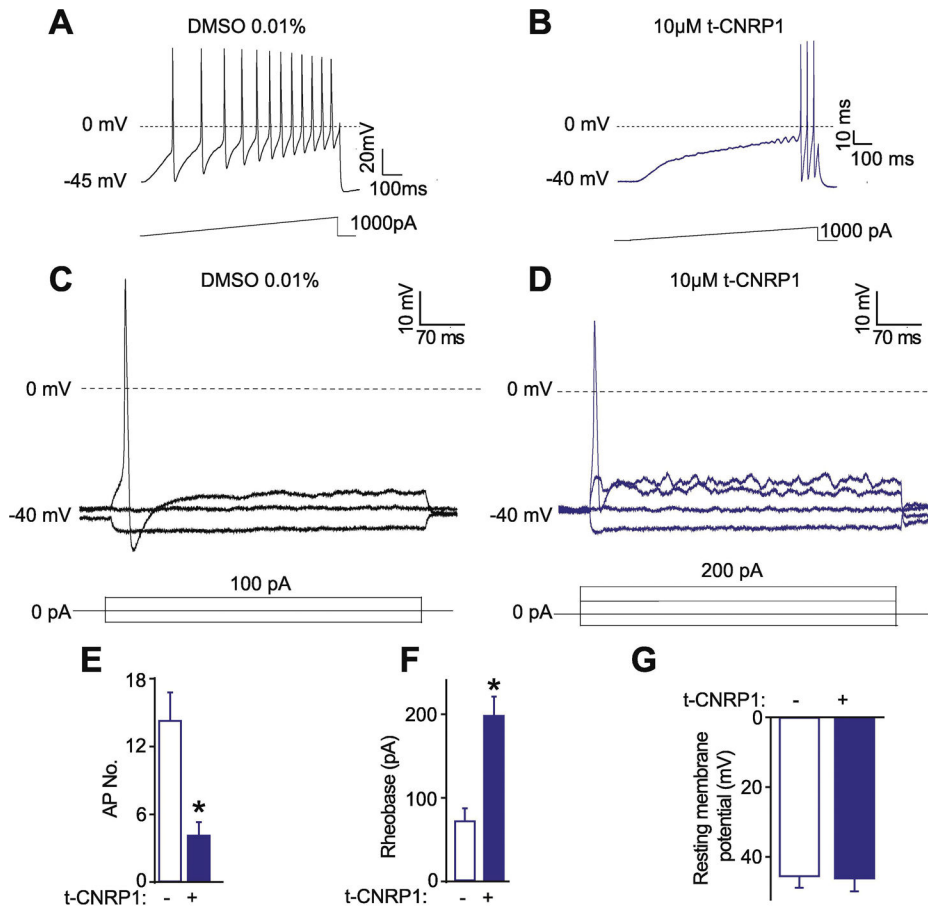 A
DMSO 0.01%
0 mV
-45 mV
20mV
100ms
1000pA
B
10µM t-CNRP1
0 mV
-40 mV
10 ms
100 ms
1000 pA
C
DMSO 0.01%
10 mV
70 ms
0 mV
-40 mV
100 pA
0 pA
D
10µM t-CNRP1
10 mV
70 ms
0 mV
-40 mV
200 pA
0 pA
E
18
12
6
0
AP No.
*
t-CNRP1: - +
F
200
100
0
Rheobase (pA)
*
t-CNRP1: - +
G
t-CNRP1: - +
0
20
40
Resting membrane
potential (mV)